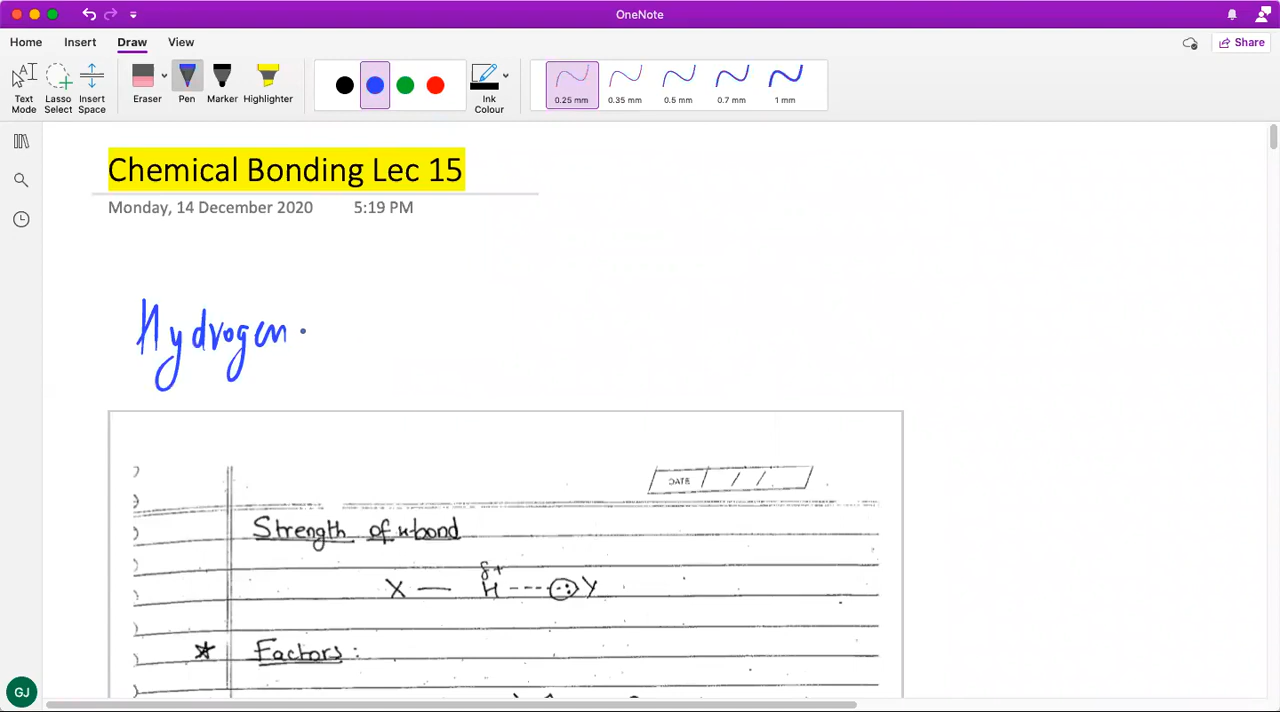 OneNote
Home Insert Draw View Share
Text Mode
Lasso Select
Insert Space
Eraser
Pen
Marker
Highlighter
Ink Colour
0.25 mm
0.35 mm
0.5 mm
0.7 mm
1 mm
Chemical Bonding Lec 15
Monday, 14 December 2020 5:19 PM
Hydrogen
DATE / / /
Strength of H-bond
δ+
X — H ---- : Y
Factors :
GJ